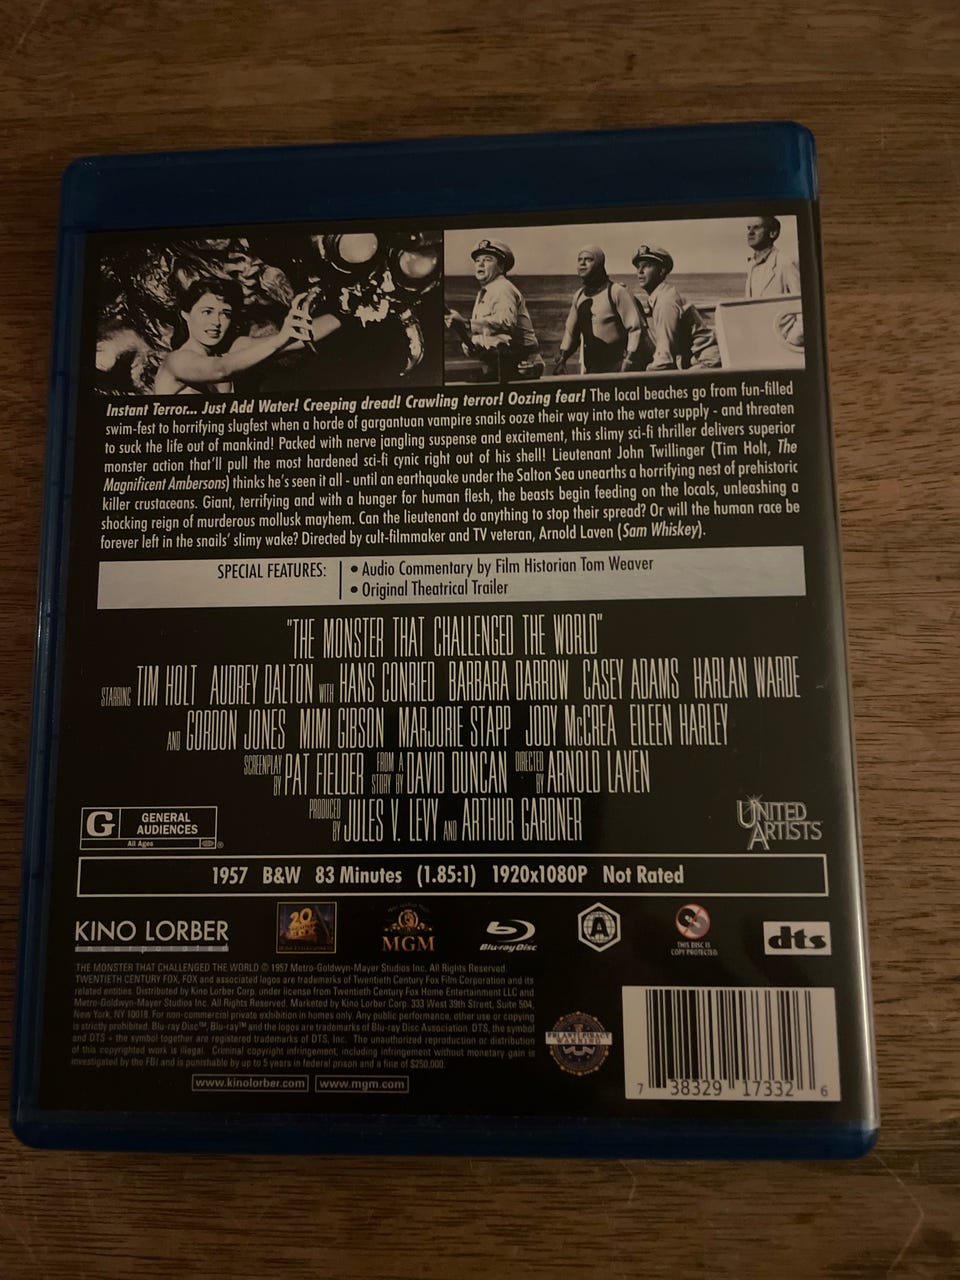 Instant Terror... Just Add Water! Creeping dread! Crawling terror! Oozing fear! The local beaches go from fun-filled
swim-fest to horrifying slugfest when a horde of gargantuan vampire snails ooze their way into the water supply - and threaten
to suck the life out of mankind! Packed with nerve jangling suspense and excitement, this slimy sci-fi thriller delivers superior
monster action that'll pull the most hardened sci-fi cynic right out of his shell! Lieutenant John Twillinger (Tim Holt, The
Magnificent Ambersons) thinks he's seen it all - until an earthquake under the Salton Sea unearths a horrifying nest of prehistoric
killer crustaceans. Giant, terrifying and with a hunger for human flesh, the beasts begin feeding on the locals, unleashing a
shocking reign of murderous mollusk mayhem. Can the lieutenant do anything to stop their spread? Or will the human race be
forever left in the snails' slimy wake? Directed by cult-filmmaker and TV veteran, Arnold Laven (Sam Whiskey).
SPECIAL FEATURES: • Audio Commentary by Film Historian Tom Weaver
• Original Theatrical Trailer
"THE MONSTER THAT CHALLENGED THE WORLD"
STARRING TIM HOLT AUDREY DALTON WITH HANS CONRIED BARBARA DARROW CASEY ADAMS HARLAN WARDE
AND GORDON JONES MIMI GIBSON MARJORIE STAPP JODY McCREA EILEEN HARLEY
SCREENPLAY BY PAT FIELDER FROM A STORY BY DAVID DUNCAN DIRECTED BY ARNOLD LAVEN
PRODUCED BY JULES V. LEVY AND ARTHUR GARDNER
G GENERAL AUDIENCES
All Ages
®
UNITED ARTISTS
1957 B&W 83 Minutes (1.85:1) 1920x1080P Not Rated
KINO LORBER
20th CENTURY FOX
MGM
Blu-ray Disc
A
THIS DISC IS COPY PROTECTED
dts
THE MONSTER THAT CHALLENGED THE WORLD © 1957 Metro-Goldwyn-Mayer Studios Inc. All Rights Reserved.
TWENTIETH CENTURY FOX, FOX and associated logos are trademarks of Twentieth Century Fox Film Corporation and its
related entities. Distributed by Kino Lorber Corp. under license from Twentieth Century Fox Home Entertainment LLC and
Metro-Goldwyn-Mayer Studios Inc. All Rights Reserved. Marketed by Kino Lorber Corp. 333 West 39th Street, Suite 504,
New York, NY 10018. For non-commercial private exhibition in homes only. Any public performance, other use or copying
is strictly prohibited. Blu-ray Disc™, Blu-ray™ and the logos are trademarks of Blu-ray Disc Association. DTS, the symbol
and DTS + the symbol together are registered trademarks of DTS, Inc. The unauthorized reproduction or distribution
of this copyrighted work is illegal. Criminal copyright infringement, including infringement without monetary gain is
investigated by the FBI and is punishable by up to 5 years in federal prison and a fine of $250,000.
www.kinolorber.com www.mgm.com
FBI ANTI-PIRACY WARNING
7 38329 17332 6